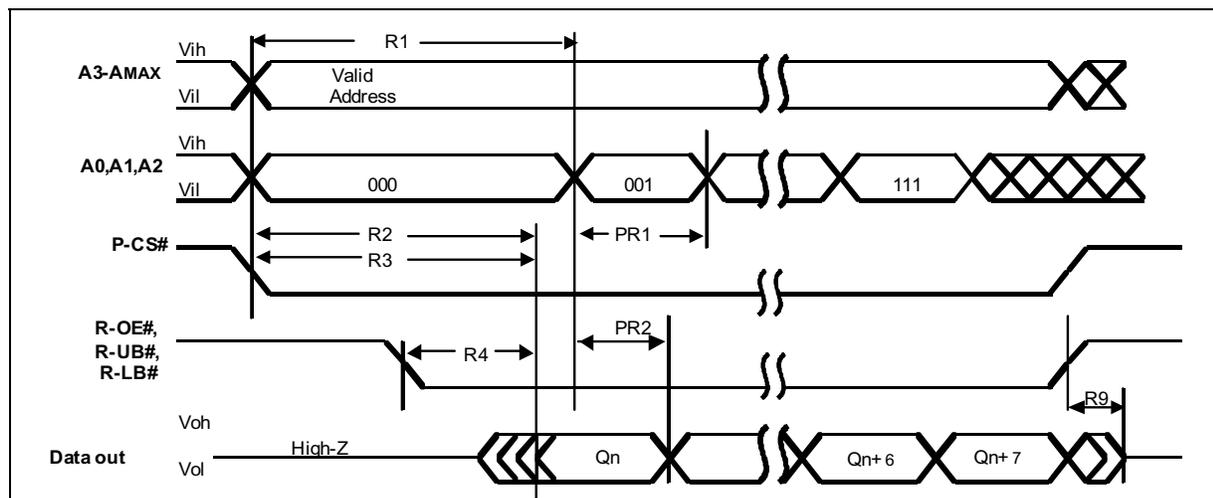 R1
Vih
A3-AMAX
Valid
Vil
Address
Vih
A0,A1,A2
Vil
000
001
111
R2
PR1
P-CS#
R3
R-OE#,
R-UB#,
R-LB#
R4
PR2
R9
Voh
High-Z
Data out
Vol
Qn
Qn+6
Qn+7